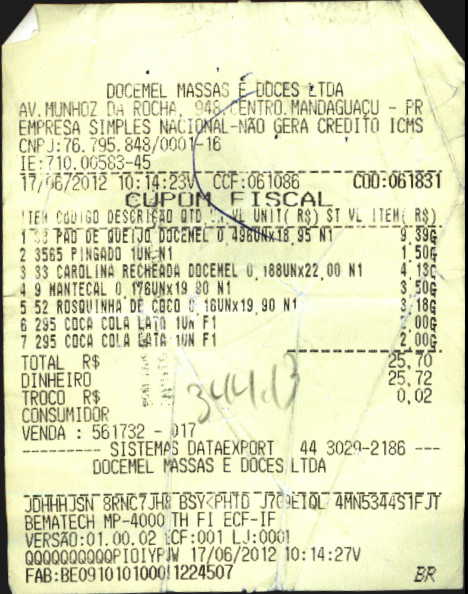 DOCEMEL MASSAS E DOCES LTDA
AV.MUNHOZ DA ROCHA, 948,CENTRO.MANDAGUAÇU - PR
EMPRESA SIMPLES NACIONAL-NÃO GERA CREDITO ICMS
CNPJ:76.795.848/0001-16
IE:710.00583-45
17/06/2012 10:14:23V CCF:061086 COO:061831
CUPOM FISCAL
ITEM CODIGO DESCRIÇÃO QTD. VL UNIT( R$) ST VL ITEM( R$)
1 33 PAO DE QUEIJO DOCEMEL 0,496UNx18,95 N1 9,39G
2 3565 PINGADO 1UN N1 1,50G
3 33 CAROLINA RECHEADA DOCEMEL 0,188UNx22,00 N1 4,13G
4 9 MANTECAL 0,176UNx19,90 N1 3,50G
5 52 ROSQUINHA DE COCO 0,16UNx19,90 N1 3,18G
6 295 COCA COLA LATA 1UN F1 2,00G
7 295 COCA COLA LATA 1UN F1 2,00G
TOTAL R$ 25,70
DINHEIRO 25,72
TROCO R$ 0,02
344.13
CONSUMIDOR
VENDA : 561732 - 017
--------- SISTEMAS DATAEXPORT 44 3029-2186 ---
DOCEMEL MASSAS E DOCES LTDA
4MN5344S1FJT
BEMATECH MP-4000 TH FI ECF-IF
VERSÃO:01.00.02 ECF:001 LJ:0001
QQQQQQQQQQPIOIYPJW 17/06/2012 10:14:27V
FAB:BE091010100011224507 BR